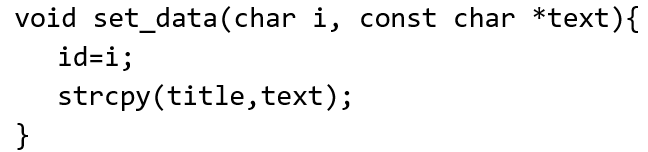 void set_data(char i, const char *text){
   id=i;
   strcpy(title,text);
}